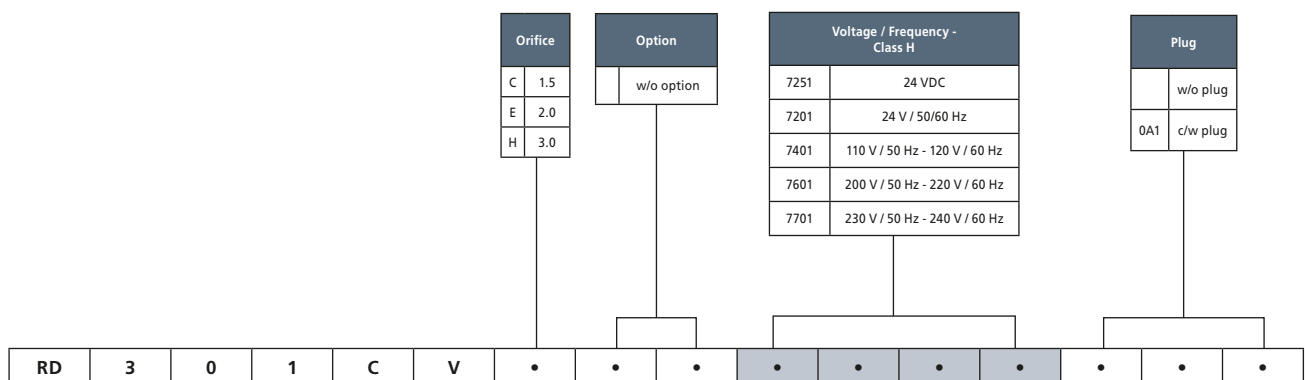 Orifice
C 1.5
E 2.0
H 3.0
Option
w/o option
Voltage / Frequency -
Class H
7251 24 VDC
7201 24 V / 50/60 Hz
7401 110 V / 50 Hz - 120 V / 60 Hz
7601 200 V / 50 Hz - 220 V / 60 Hz
7701 230 V / 50 Hz - 240 V / 60 Hz
Plug
w/o plug
0A1 c/w plug
RD 3 0 1 C V • • • • • • • • • •